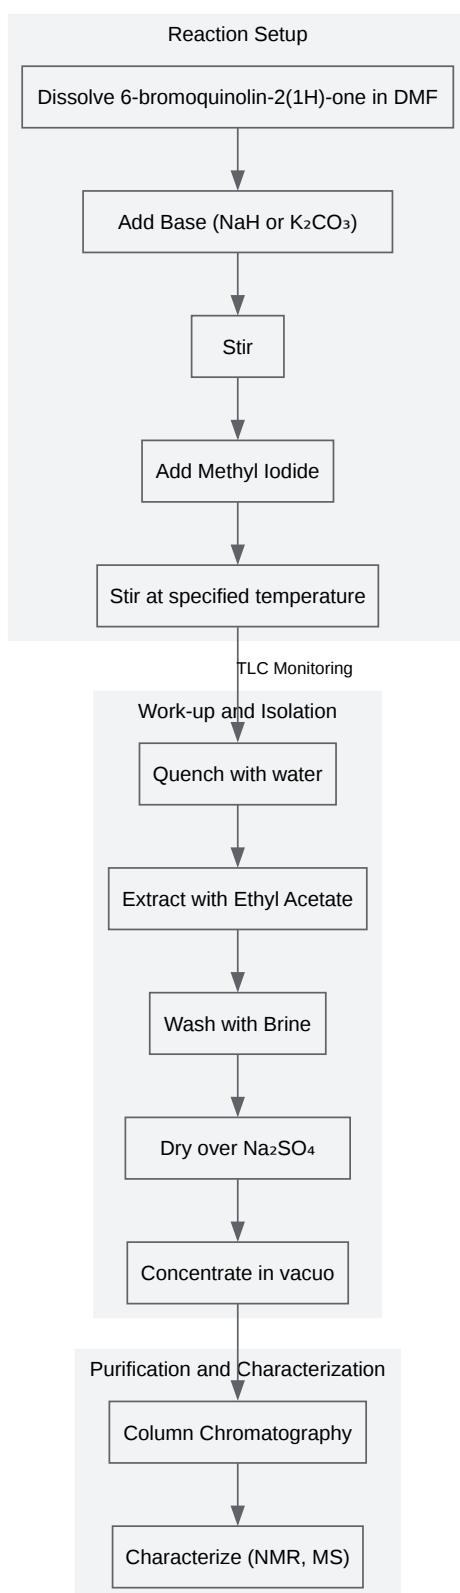 Reaction Setup
Dissolve 6-bromoquinolin-2(1H)-one in DMF
Add Base (NaH or K₂CO₃)
Stir
Add Methyl Iodide
Stir at specified temperature
TLC Monitoring
Work-up and Isolation
Quench with water
Extract with Ethyl Acetate
Wash with Brine
Dry over Na₂SO₄
Concentrate in vacuo
Purification and Characterization
Column Chromatography
Characterize (NMR, MS)